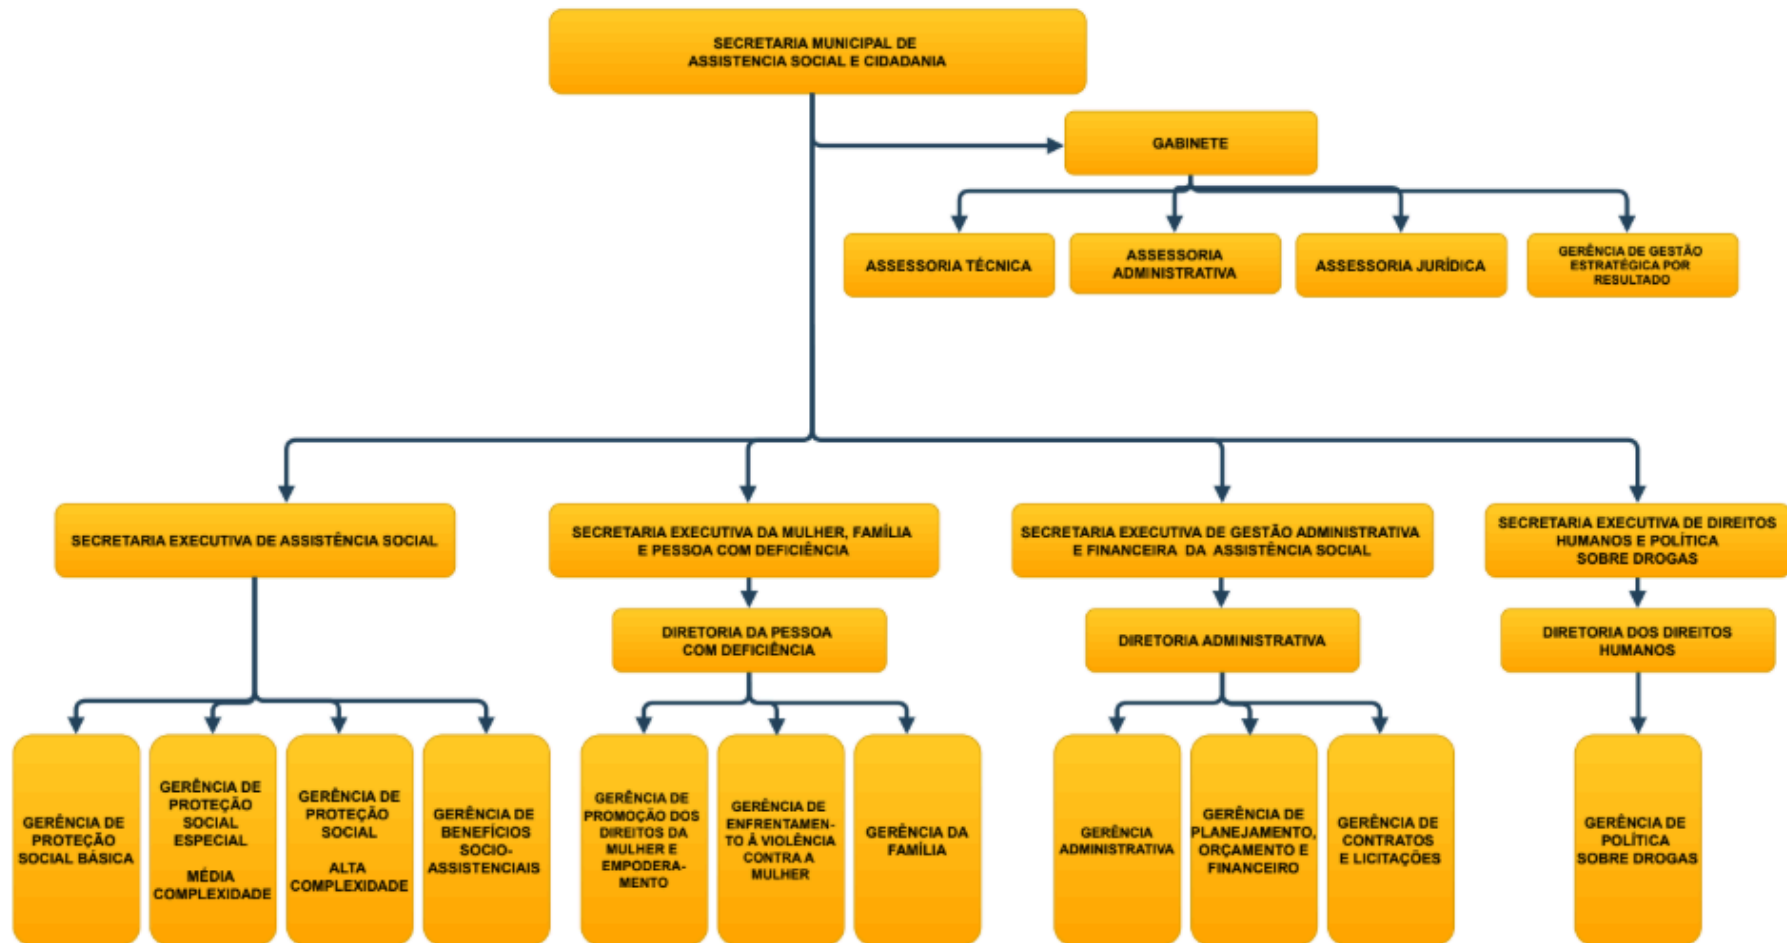 SECRETARIA MUNICIPAL DE
ASSISTENCIA SOCIAL E CIDADANIA
GABINETE
ASSESSORIA TÉCNICA
ASSESSORIA
ADMINISTRATIVA
ASSESSORIA JURÍDICA
GERÊNCIA DE GESTÃO
ESTRATÉGICA POR
RESULTADO
SECRETARIA EXECUTIVA DE ASSISTÊNCIA SOCIAL
SECRETARIA EXECUTIVA DA MULHER, FAMÍLIA
E PESSOA COM DEFICIÊNCIA
SECRETARIA EXECUTIVA DE GESTÃO ADMINISTRATIVA
E FINANCEIRA DA ASSISTÊNCIA SOCIAL
SECRETARIA EXECUTIVA DE DIREITOS
HUMANOS E POLÍTICA
SOBRE DROGAS
DIRETORIA DA PESSOA
COM DEFICIÊNCIA
DIRETORIA ADMINISTRATIVA
DIRETORIA DOS DIREITOS
HUMANOS
GERÊNCIA DE
PROTEÇÃO
SOCIAL BÁSICA
GERÊNCIA DE
PROTEÇÃO
SOCIAL
ESPECIAL
MÉDIA
COMPLEXIDADE
GERÊNCIA DE
PROTEÇÃO
SOCIAL
ALTA
COMPLEXIDADE
GERÊNCIA DE
BENEFÍCIOS
SOCIO-
ASSISTENCIAIS
GERÊNCIA DE
PROMOÇÃO DOS
DIREITOS DA
MULHER E
EMPODERA-
MENTO
GERÊNCIA DE
ENFRENTAMEN-
TO À VIOLÊNCIA
CONTRA A
MULHER
GERÊNCIA DA
FAMÍLIA
GERÊNCIA
ADMINISTRATIVA
GERÊNCIA DE
PLANEJAMENTO,
ORÇAMENTO E
FINANCEIRO
GERÊNCIA DE
CONTRATOS
E LICITAÇÕES
GERÊNCIA DE
POLÍTICA
SOBRE DROGAS